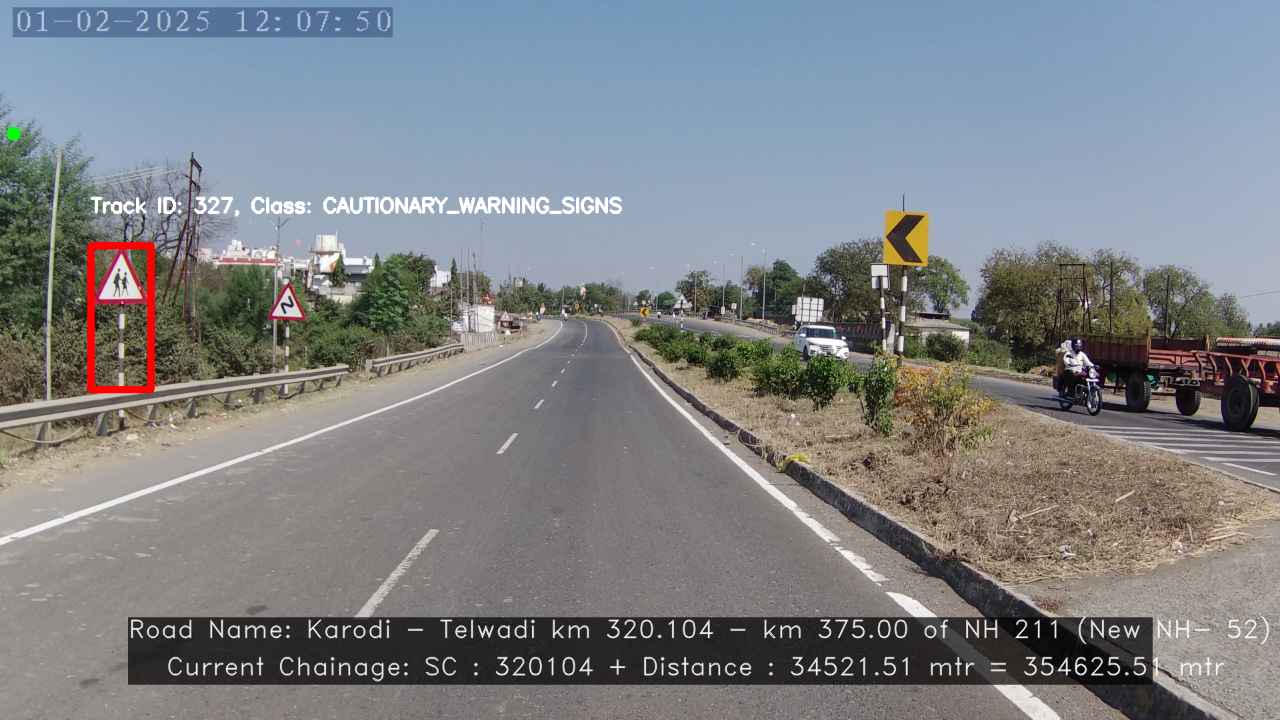 01-02-2025 12:07:50
Track ID: 327, Class: CAUTIONARY_WARNING_SIGNS
Road Name: Karodi - Telwadi km 320.104 - km 375.00 of NH 211 (New NH- 52)
Current Chainage: SC : 320104 + Distance : 34521.51 mtr = 354625.51 mtr